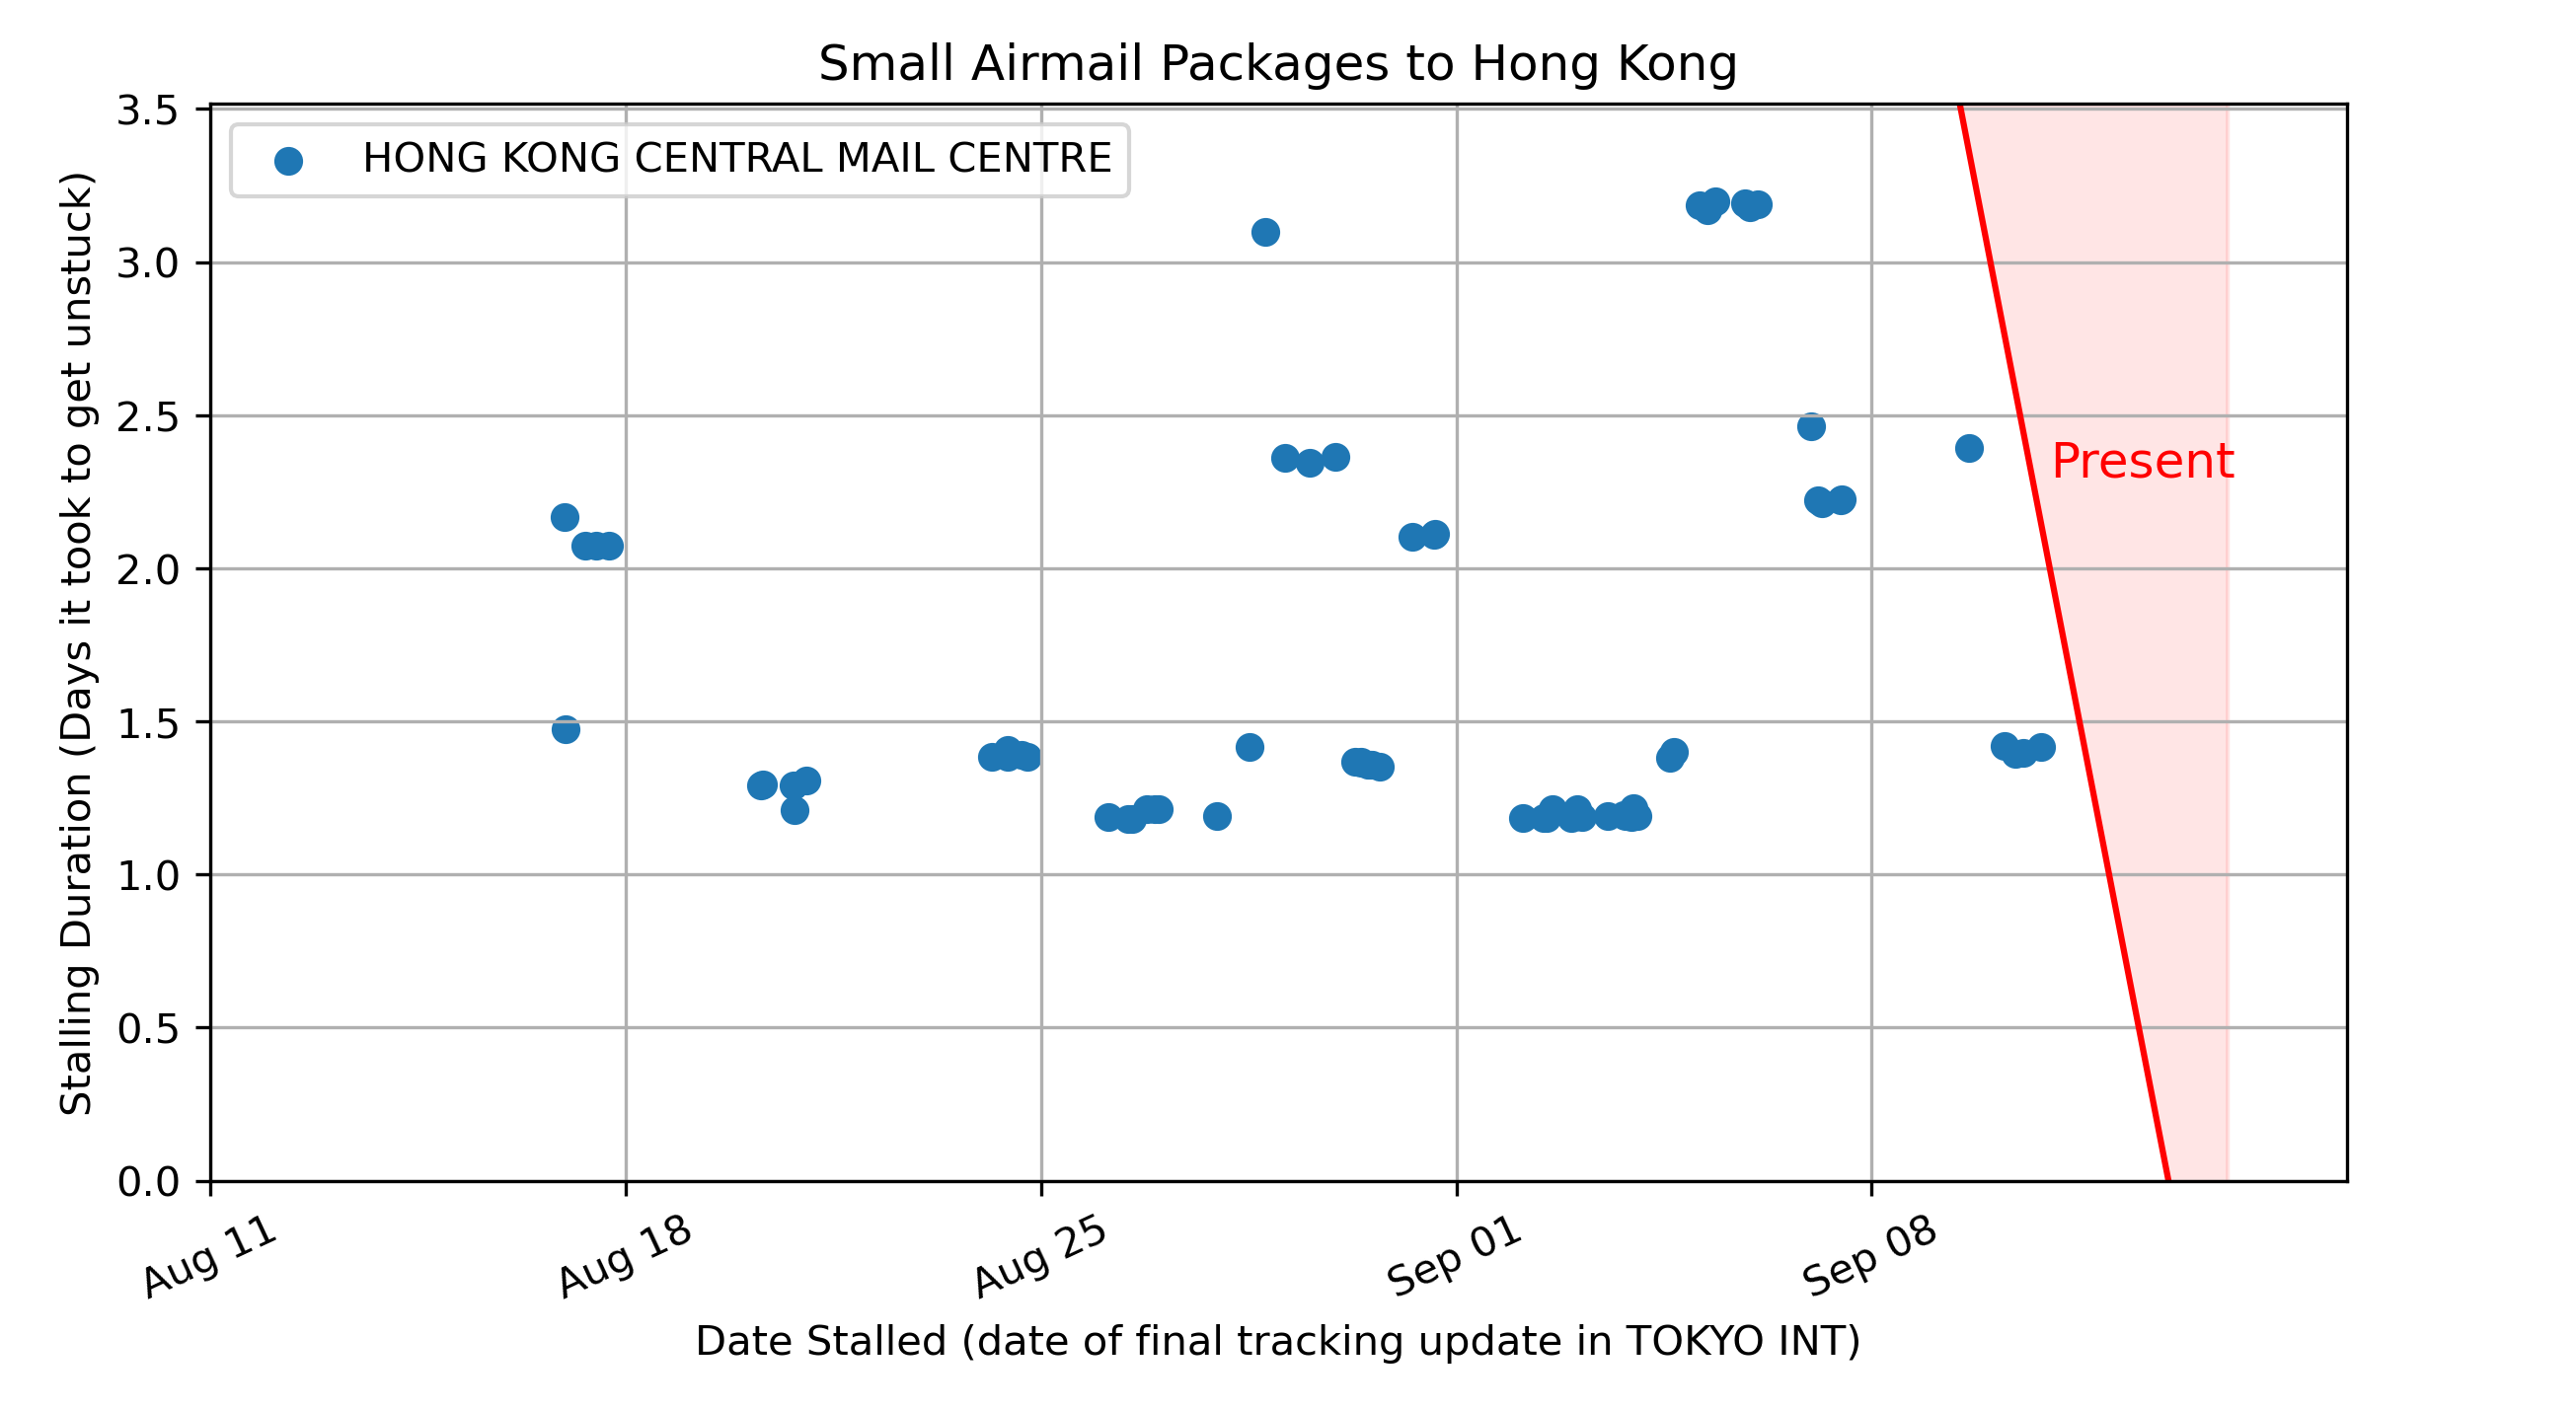 Small Airmail Packages to Hong Kong
HONG KONG CENTRAL MAIL CENTRE
Stalling Duration (Days it took to get unstuck)
3.5
3.0
2.5
2.0
1.5
1.0
0.5
0.0
Present
Aug 11
Aug 18
Aug 25
Sep 01
Sep 08
Date Stalled (date of final tracking update in TOKYO INT)